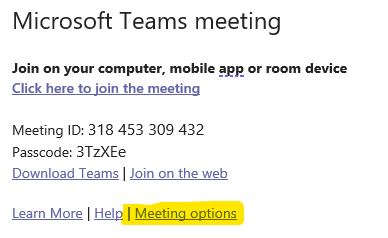 Microsoft Teams meeting
Join on your computer, mobile app or room device
Click here to join the meeting
Meeting ID: 318 453 309 432
Passcode: 3TzXEe
Download Teams | Join on the web
Learn More | Help | Meeting options